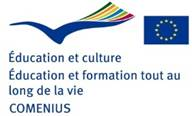 Éducation et culture
Éducation et formation tout au
long de la vie
COMENIUS